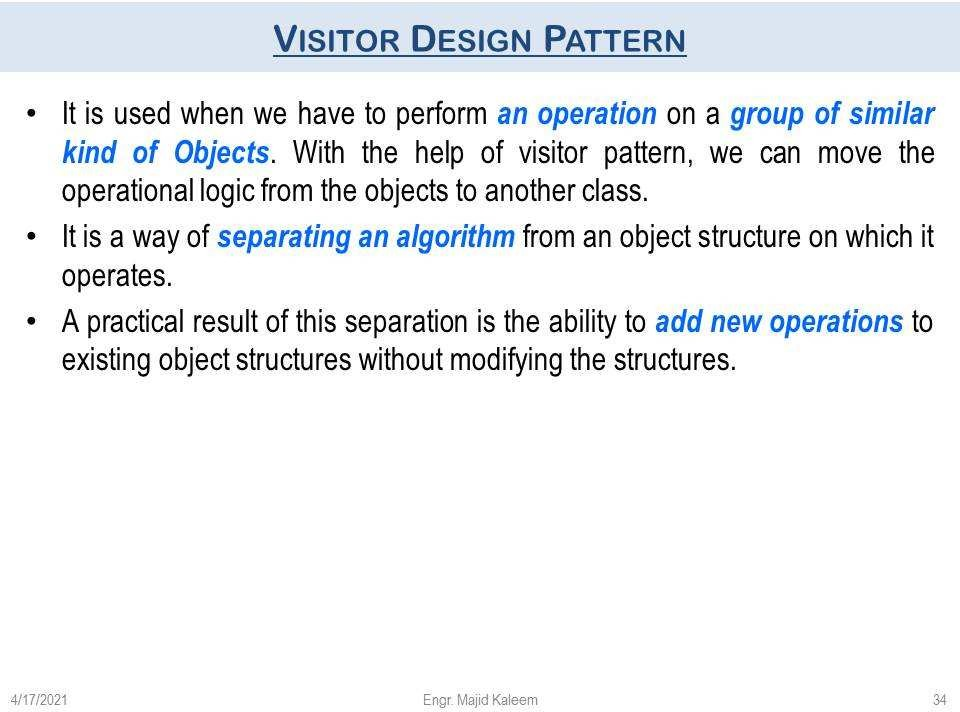 VISITOR DESIGN PATTERN
• It is used when we have to perform an operation on a group of similar
kind of Objects. With the help of visitor pattern, we can move the
operational logic from the objects to another class.
• It is a way of separating an algorithm from an object structure on which it
operates.
• A practical result of this separation is the ability to add new operations to
existing object structures without modifying the structures.
4/17/2021
Engr. Majid Kaleem
34